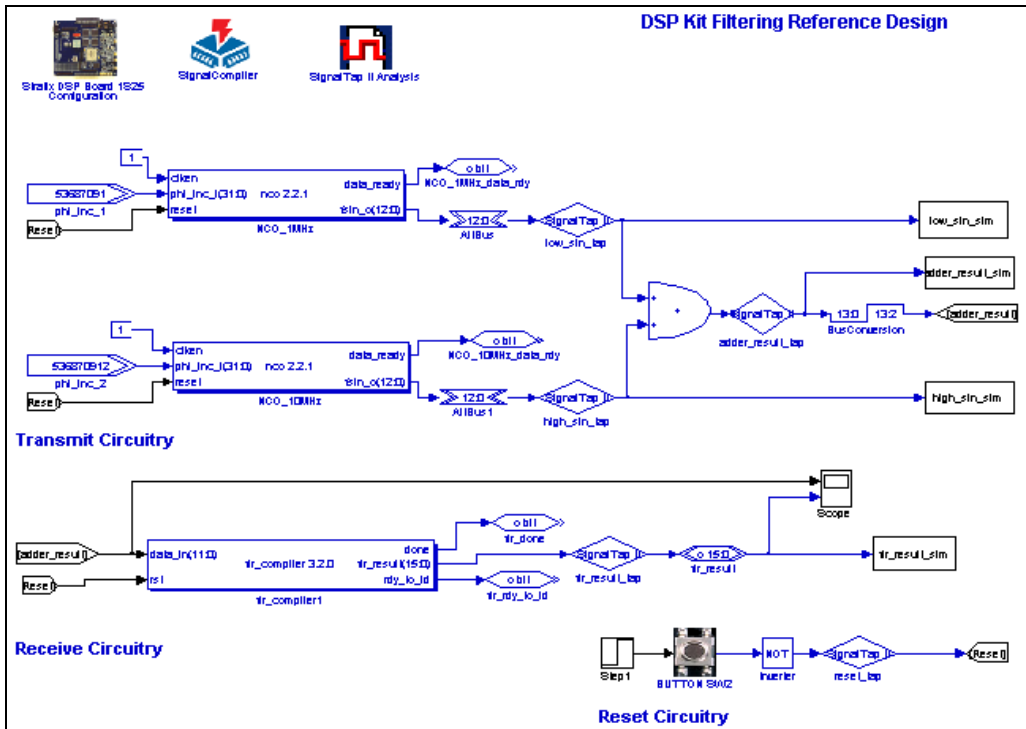 DSP Kit Filtering Reference Design
Stratix DSP Board 1S25
Configuration
SignalCompiler
SignalTap II Analysis
1
clken
phi_inc_i(31:0)
nco 2.2.1
reset
data_ready
fsin_o(12:0)
NCO_1MHz
53687091
phi_inc_1
[Reset]
o bit
NCO_1MHz_data_rdy
12:0
AltBus
SignalTap II
low_sin_tap
low_sin_sim
adder_result_sim
+
+
+
SignalTap II
adder_result_tap
13:0
13:2
BusConversion
[adder_result]
1
clken
phi_inc_i(31:0)
nco 2.2.1
reset
data_ready
fsin_o(12:0)
NCO_10MHz
536870912
phi_inc_2
[Reset]
o bit
NCO_10MHz_data_rdy
12:0
AltBus1
SignalTap II
high_sin_tap
high_sin_sim
Transmit Circuitry
[adder_result]
[Reset]
data_in(11:0)
rst
fir_compiler 3.2.0
done
fir_result(15:0)
rdy_to_ld
fir_compiler1
o bit
fir_done
SignalTap II
fir_result_tap
o 15:0
fir_result
Scope
fir_result_sim
o bit
fir_rdy_to_ld
Receive Circuitry
Step1
BUTTON SW2
NOT
Inverter
SignalTap II
reset_tap
[Reset]
Reset Circuitry